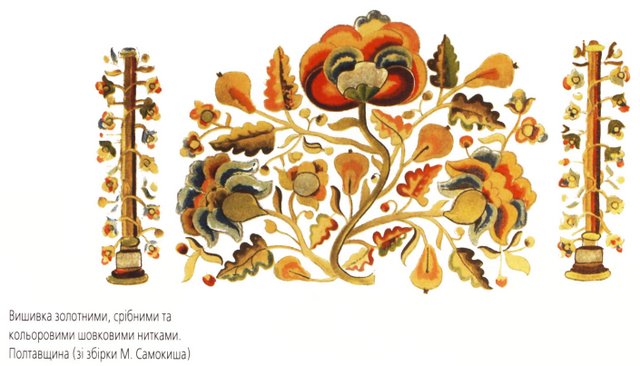 Вишивка золотними, срібними та
кольоровими шовковими нитками.
Полтавщина (зі збірки М. Самокиша)